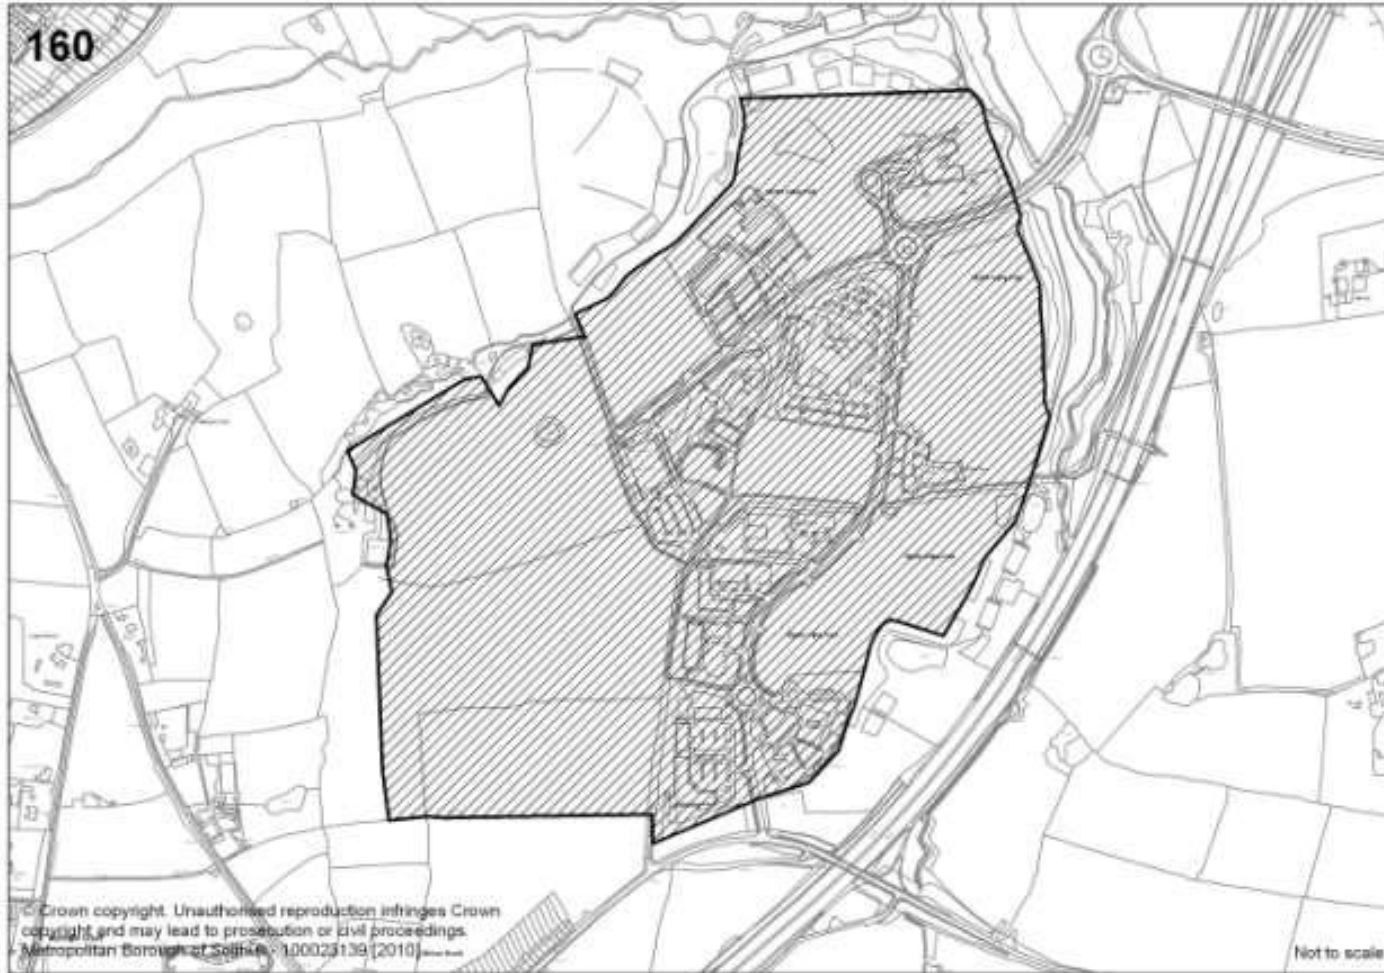 160
© Crown copyright. Unauthorised reproduction infringes Crown
copyright and may lead to prosecution or civil proceedings.
Metropolitan Borough of Solihull - 100023139 [2010]
Not to scale